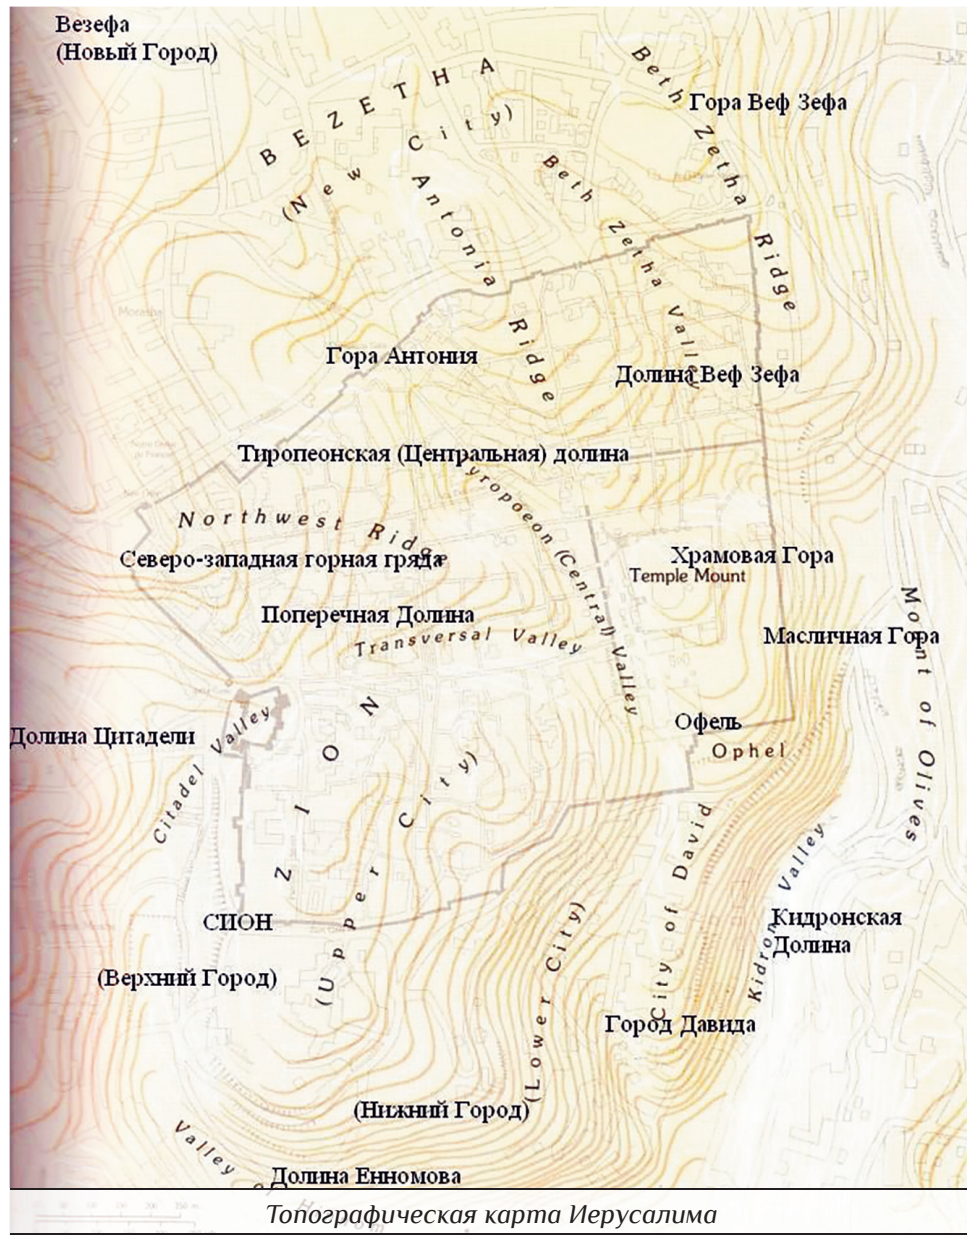 Везефа
(Новый Город)
BEZETHA
(New City)
Beth Zetha Ridge
Гора Веф Зефа
Antonia Ridge
Beth Zetha Valley
Гора Антония
Долина Веф Зефа
Тиропеонская (Центральная) долина
yropoeon (Central) Valley
Northwest Ridge
Северо-западная горная гряда
Храмовая Гора
Temple Mount
Поперечная Долина
Transversal Valley
Масличная Гора
Mount of Olives
Долина Цитадели
Citadel Valley
Офель
Ophel
ZION
(Upper City)
СИОН
(Верхний Город)
City of David
Город Давида
Kidron Valley
Кидронская
Долина
(Lower City)
(Нижний Город)
Valley of
Долина Енномова
Топографическая карта Иерусалима